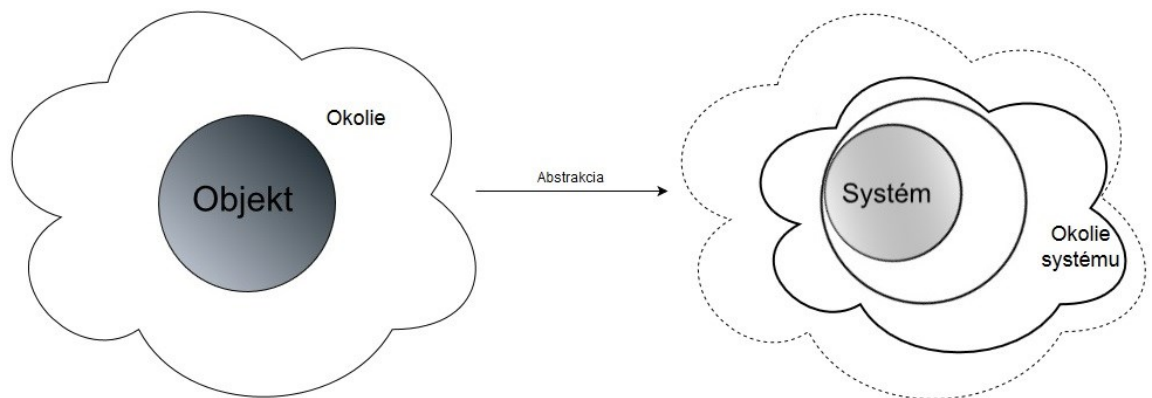 Okolie
Objekt
Abstrakcia
Systém
Okolie
systému